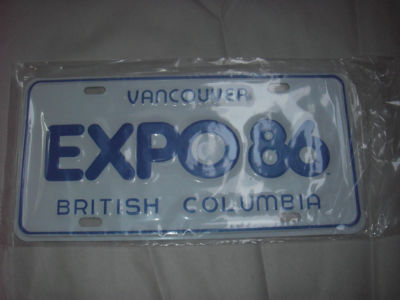 VANCOUVER
EXPO 86
BRITISH COLUMBIA